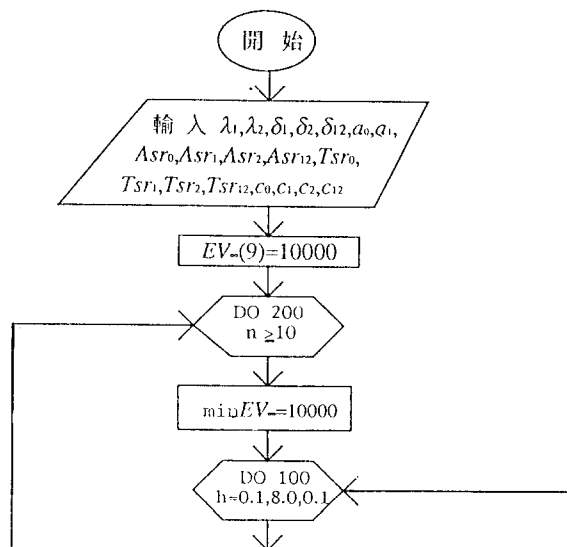 開始
輸入 λ₁,λ₂,δ₁,δ₂,δ₁₂,a₀,a₁,
Asr₀,Asr₁,Asr₂,Asr₁₂,Tsr₀,
Tsr₁,Tsr₂,Tsr₁₂,c₀,c₁,c₂,c₁₂
EV∞(9)=10000
DO 200
n ≥10
minEV∞=10000
DO 100
h=0.1,8.0,0.1